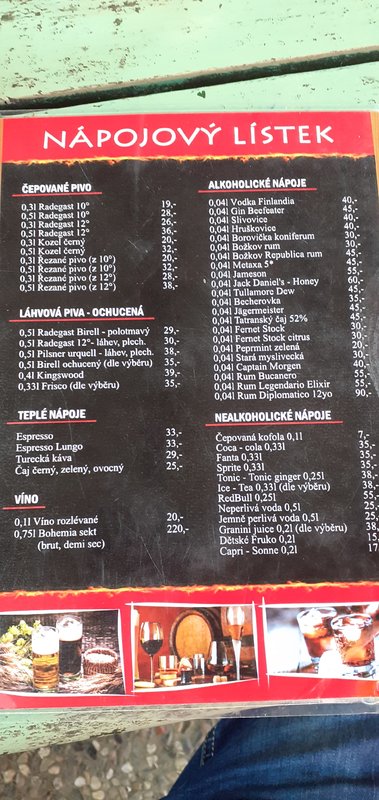 NÁPOJOVÝ LÍSTEK
ČEPOVANÉ PIVO
0,3l Radegast 10° 19,-
0,5l Radegast 10° 28,-
0,3l Radegast 12° 26,-
0,5l Radegast 12° 36,-
0,3l Kozel černý 20,-
0,5l Kozel černý 32,-
0,3l Řezané pivo (z 10°) 20,-
0,5l Řezané pivo (z 10°) 32,-
0,3l Řezané pivo (z 12°) 28,-
0,5l Řezané pivo (z 12°) 38,-
LÁHVOVÁ PIVA - OCHUCENÁ
0,5l Radegast Birell - polotmavý 29,-
0,5l Radegast 12°- láhev, plech. 30,-
0,5l Pilsner urquell - láhev, plech. 38,-
0,5l Birell ochucený (dle výběru) 35,-
0,4l Kingswood 39,-
0,33l Frisco (dle výběru) 35,-
TEPLÉ NÁPOJE
Espresso 33,-
Espresso Lungo 33,-
Turecká káva 29,-
Čaj černý, zelený, ovocný 25,-
VÍNO
0,1l Víno rozlévané 20,-
0,75l Bohemia sekt 220,-
(brut, demi sec)
ALKOHOLICKÉ NÁPOJE
0,04l Vodka Finlandia 40,-
0,04l Gin Beefeater 45,-
0,04l Slivovice 40,-
0,04l Hruškovice 40,-
0,04l Borovička koniferum 30,-
0,04l Božkov rum 30,-
0,04l Božkov Republica rum 45,-
0,04l Metaxa 5* 45,-
0,04l Jameson 55,-
0,04l Jack Daniel's - Honey 60,-
0,04l Tullamore Dew 45,-
0,04l Becherovka 35,-
0,04l Jägermeister 45,-
0,04l Tatranský čaj 52% 45,-
0,04l Fernet Stock 30,-
0,04l Fernet Stock citrus 30,-
0,04l Peprmint zelená 20,-
0,04l Stará myslivecká 30,-
0,04l Captain Morgen 40,-
0,04l Rum Bucanero 55,-
0,04l Rum Legendario Elixir 55,-
0,04l Rum Diplomatico 12yo 90,-
NEALKOHOLICKÉ NÁPOJE
Čepovaná kofola 0,1l 7,-
Coca - cola 0,33l 35,-
Fanta 0,33l 35,-
Sprite 0,33l 35,-
Tonic - Tonic ginger 0,25l 38,-
Ice - Tea 0,33l (dle výběru) 38,-
RedBull 0,25l 55,
Neperlivá voda 0,5l 25,
Jemně perlivá voda 0,5l 25,
Granini juice 0,2l (dle výběru) 38,
Dětské Fruko 0,2l 15,
Capri - Sonne 0,2l 17